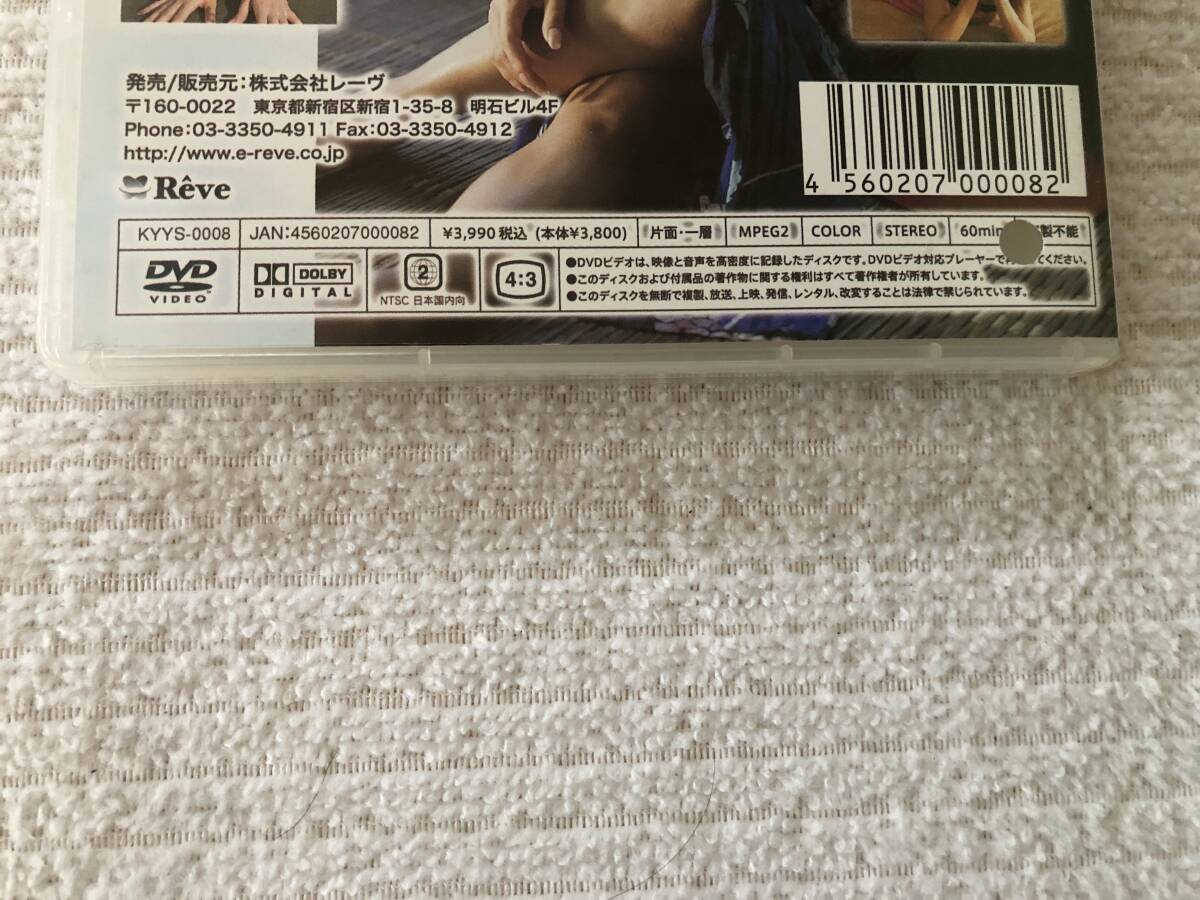 発売/販売元:株式会社レーヴ
〒160-0022 東京都新宿区新宿1-35-8 明石ビル4F
Phone:03-3350-4911 Fax:03-3350-4912
http://www.e-reve.co.jp
Rêve
4 560207 000082
KYYS-0008 JAN:4560207000082 ¥3,990 税込 (本体¥3,800) 片面・一層 MPEG2 COLOR STEREO 60min 製不能
DVD VIDEO
DOLBY DIGITAL
2
NTSC 日本国内向
4:3
●DVDビデオは、映像と音声を高密度に記録したディスクです。DVDビデオ対応プレーヤーで ください。
●このディスクおよび付属品の著作物に関する権利はすべて著作権者が所有しています。
●このディスクを無断で複製、放送、上映、発信、レンタル、改変することは法律で禁じられています。